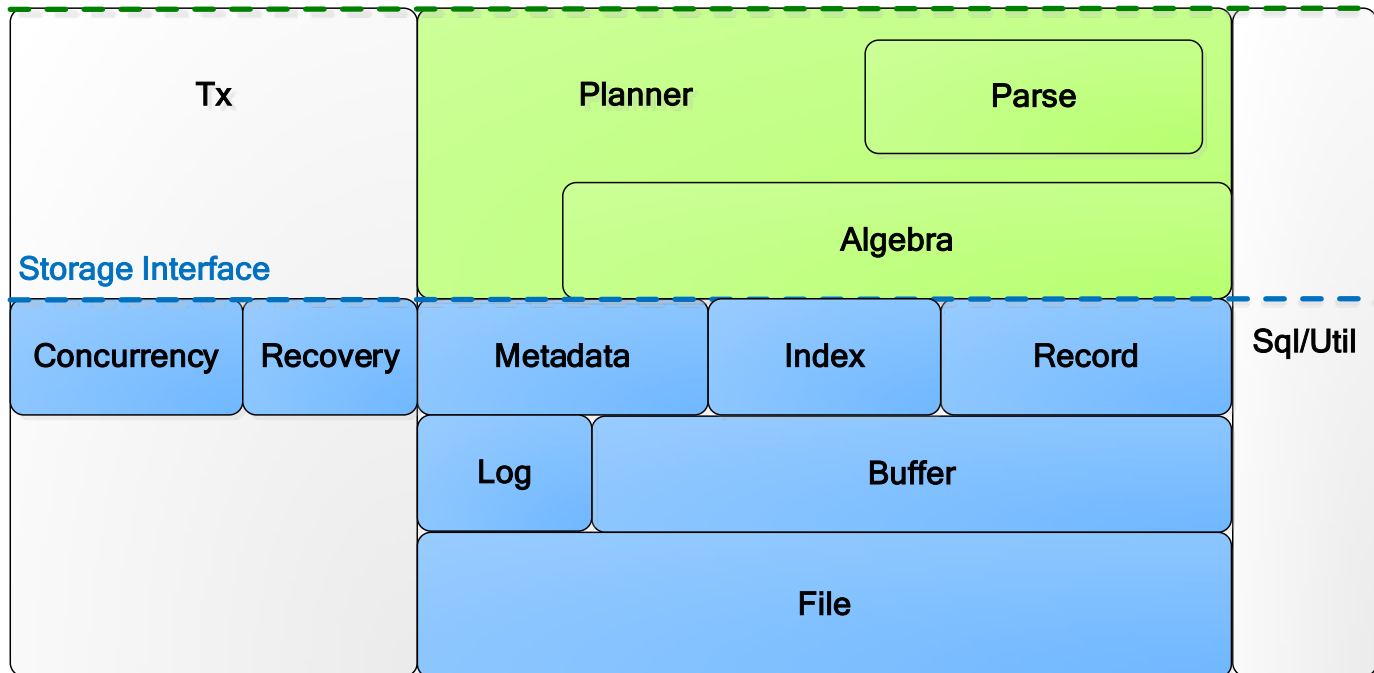 Tx
Planner
Parse
Algebra
Storage Interface
Concurrency
Recovery
Metadata
Index
Record
Sql/Util
Log
Buffer
File